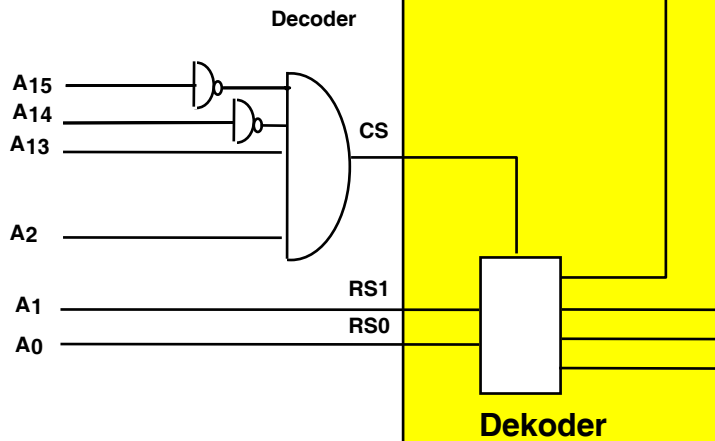 Decoder
A15
A14
A13
CS
A2
RS1
A1
RS0
A0
Dekoder